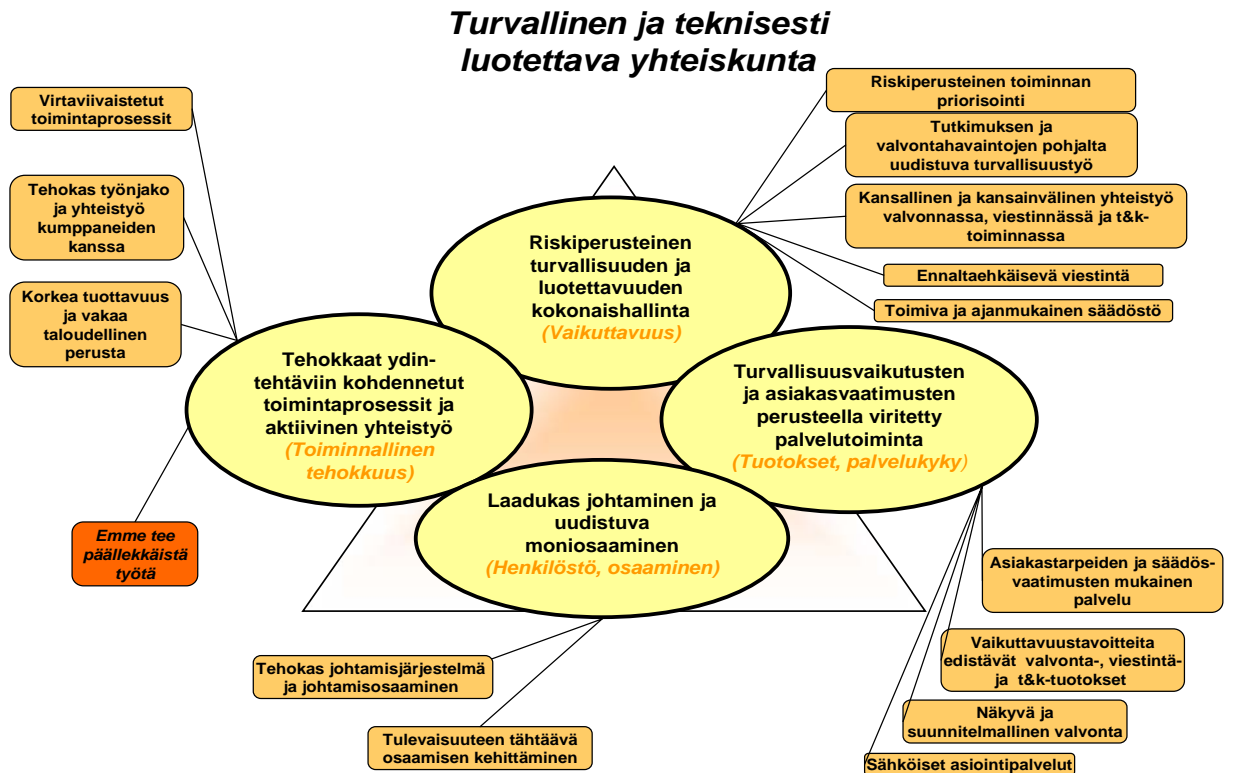 Turvallinen ja teknisesti
luotettava yhteiskunta
Virtaviivaistetut
toimintaprosessit
Tehokas työnjako
ja yhteistyö
kumppaneiden
kanssa
Korkea tuottavuus
ja vakaa
taloudellinen
perusta
Riskiperusteinen toiminnan
priorisointi
Tutkimuksen ja
valvontahavaintojen pohjalta
uudistuva turvallisuustyö
Kansallinen ja kansainvälinen yhteistyö
valvonnassa, viestinnässä ja t&k-
toiminnassa
Ennaltaehkäisevä viestintä
Toimiva ja ajanmukainen säädöstö
Riskiperusteinen
turvallisuuden ja
luotettavuuden
kokonaishallinta
(Vaikuttavuus)
Tehokkaat ydin-
tehtäviin kohdennetut
toimintaprosessit ja
aktiivinen yhteistyö
(Toiminnallinen
tehokkuus)
Turvallisuusvaikutusten
ja asiakasvaatimusten
perusteella viritetty
palvelutoiminta
(Tuotokset, palvelukyky)
Laadukas johtaminen ja
uudistuva
moniosaaminen
(Henkilöstö, osaaminen)
Emme tee
päällekkäistä
työtä
Asiakastarpeiden ja säädös-
vaatimusten mukainen
palvelu
Vaikuttavuustavoitteita
edistävät valvonta-, viestintä-
ja t&k-tuotokset
Näkyvä ja
suunnitelmallinen valvonta
Sähköiset asiointipalvelut
Tehokas johtamisjärjestelmä
ja johtamisosaaminen
Tulevaisuuteen tähtäävä
osaamisen kehittäminen